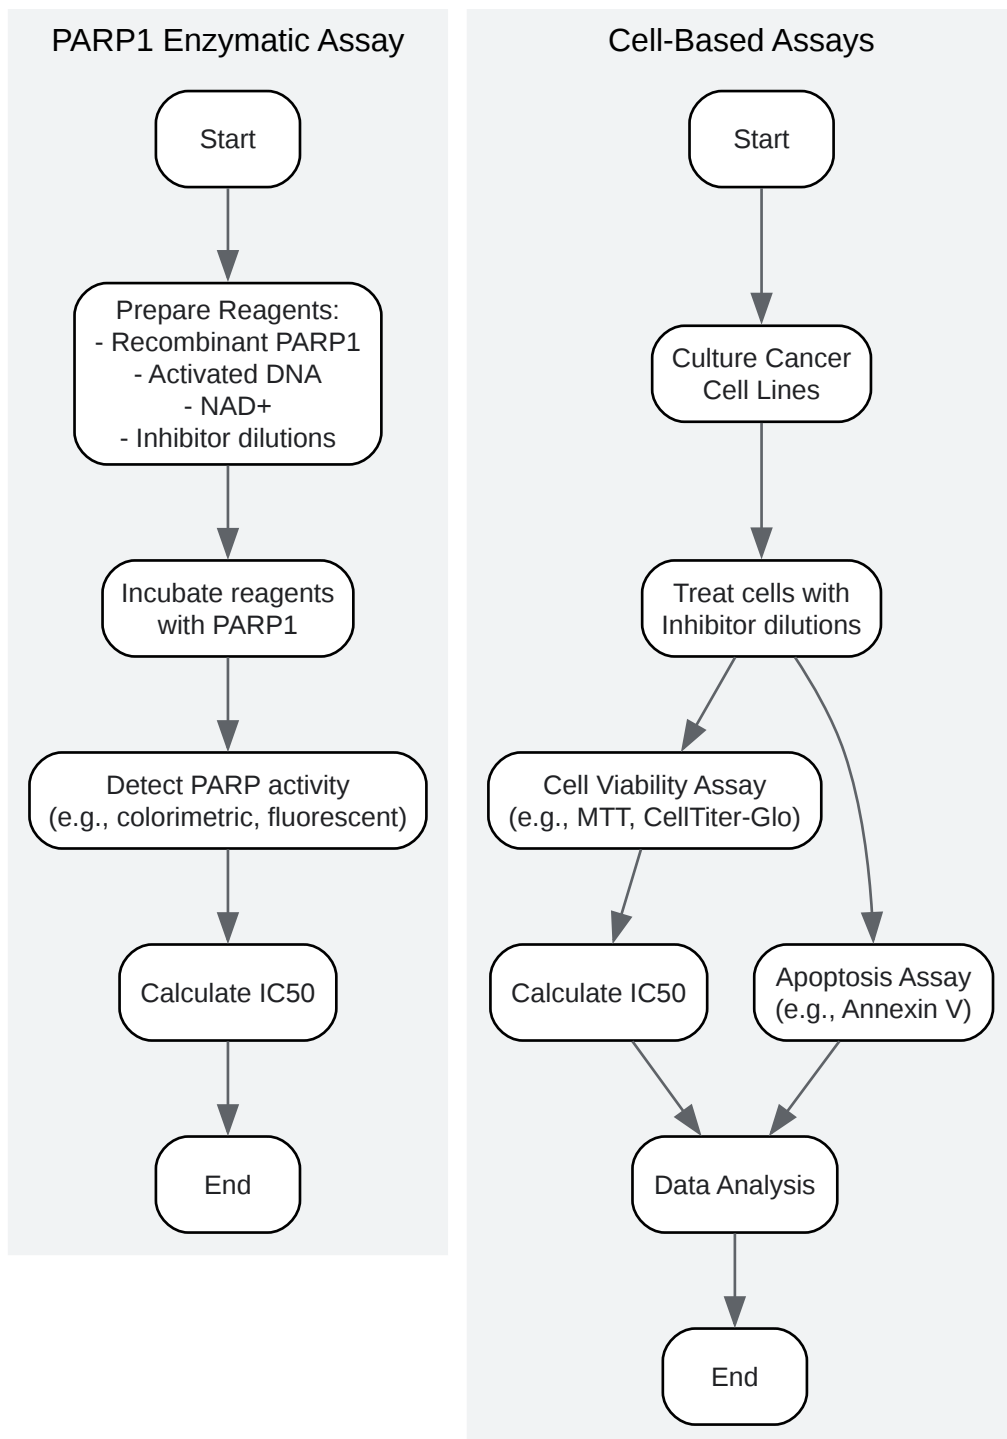 PARP1 Enzymatic Assay
Start
Prepare Reagents:
- Recombinant PARP1
- Activated DNA
- NAD+
- Inhibitor dilutions
Incubate reagents
with PARP1
Detect PARP activity
(e.g., colorimetric, fluorescent)
Calculate IC50
End
Cell-Based Assays
Start
Culture Cancer
Cell Lines
Treat cells with
Inhibitor dilutions
Cell Viability Assay
(e.g., MTT, CellTiter-Glo)
Calculate IC50
Apoptosis Assay
(e.g., Annexin V)
Data Analysis
End